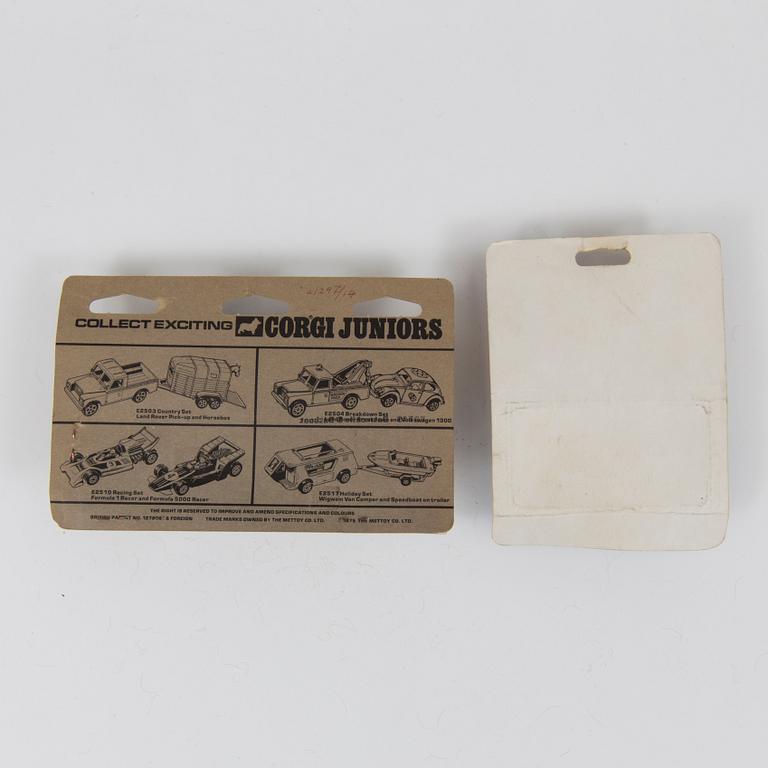 COLLECT EXCITING CORGI JUNIORS
E2503 Country Set
Land Rover Pick-up and Horsebox
E2504 Breakdown Set
Volkswagen 1300
E2510 Racing Set
Formula 1 Racer and Formula 5000 Racer
E2517 Holiday Set
Wigwam Van Camper and Speedboat on trailer
THE RIGHT IS RESERVED TO IMPROVE AND AMEND SPECIFICATIONS AND COLOURS
BRITISH PATENT NO. & FOREIGN TRADE MARKS OWNED BY THE METTOY CO. LTD. THE METTOY CO. LTD.